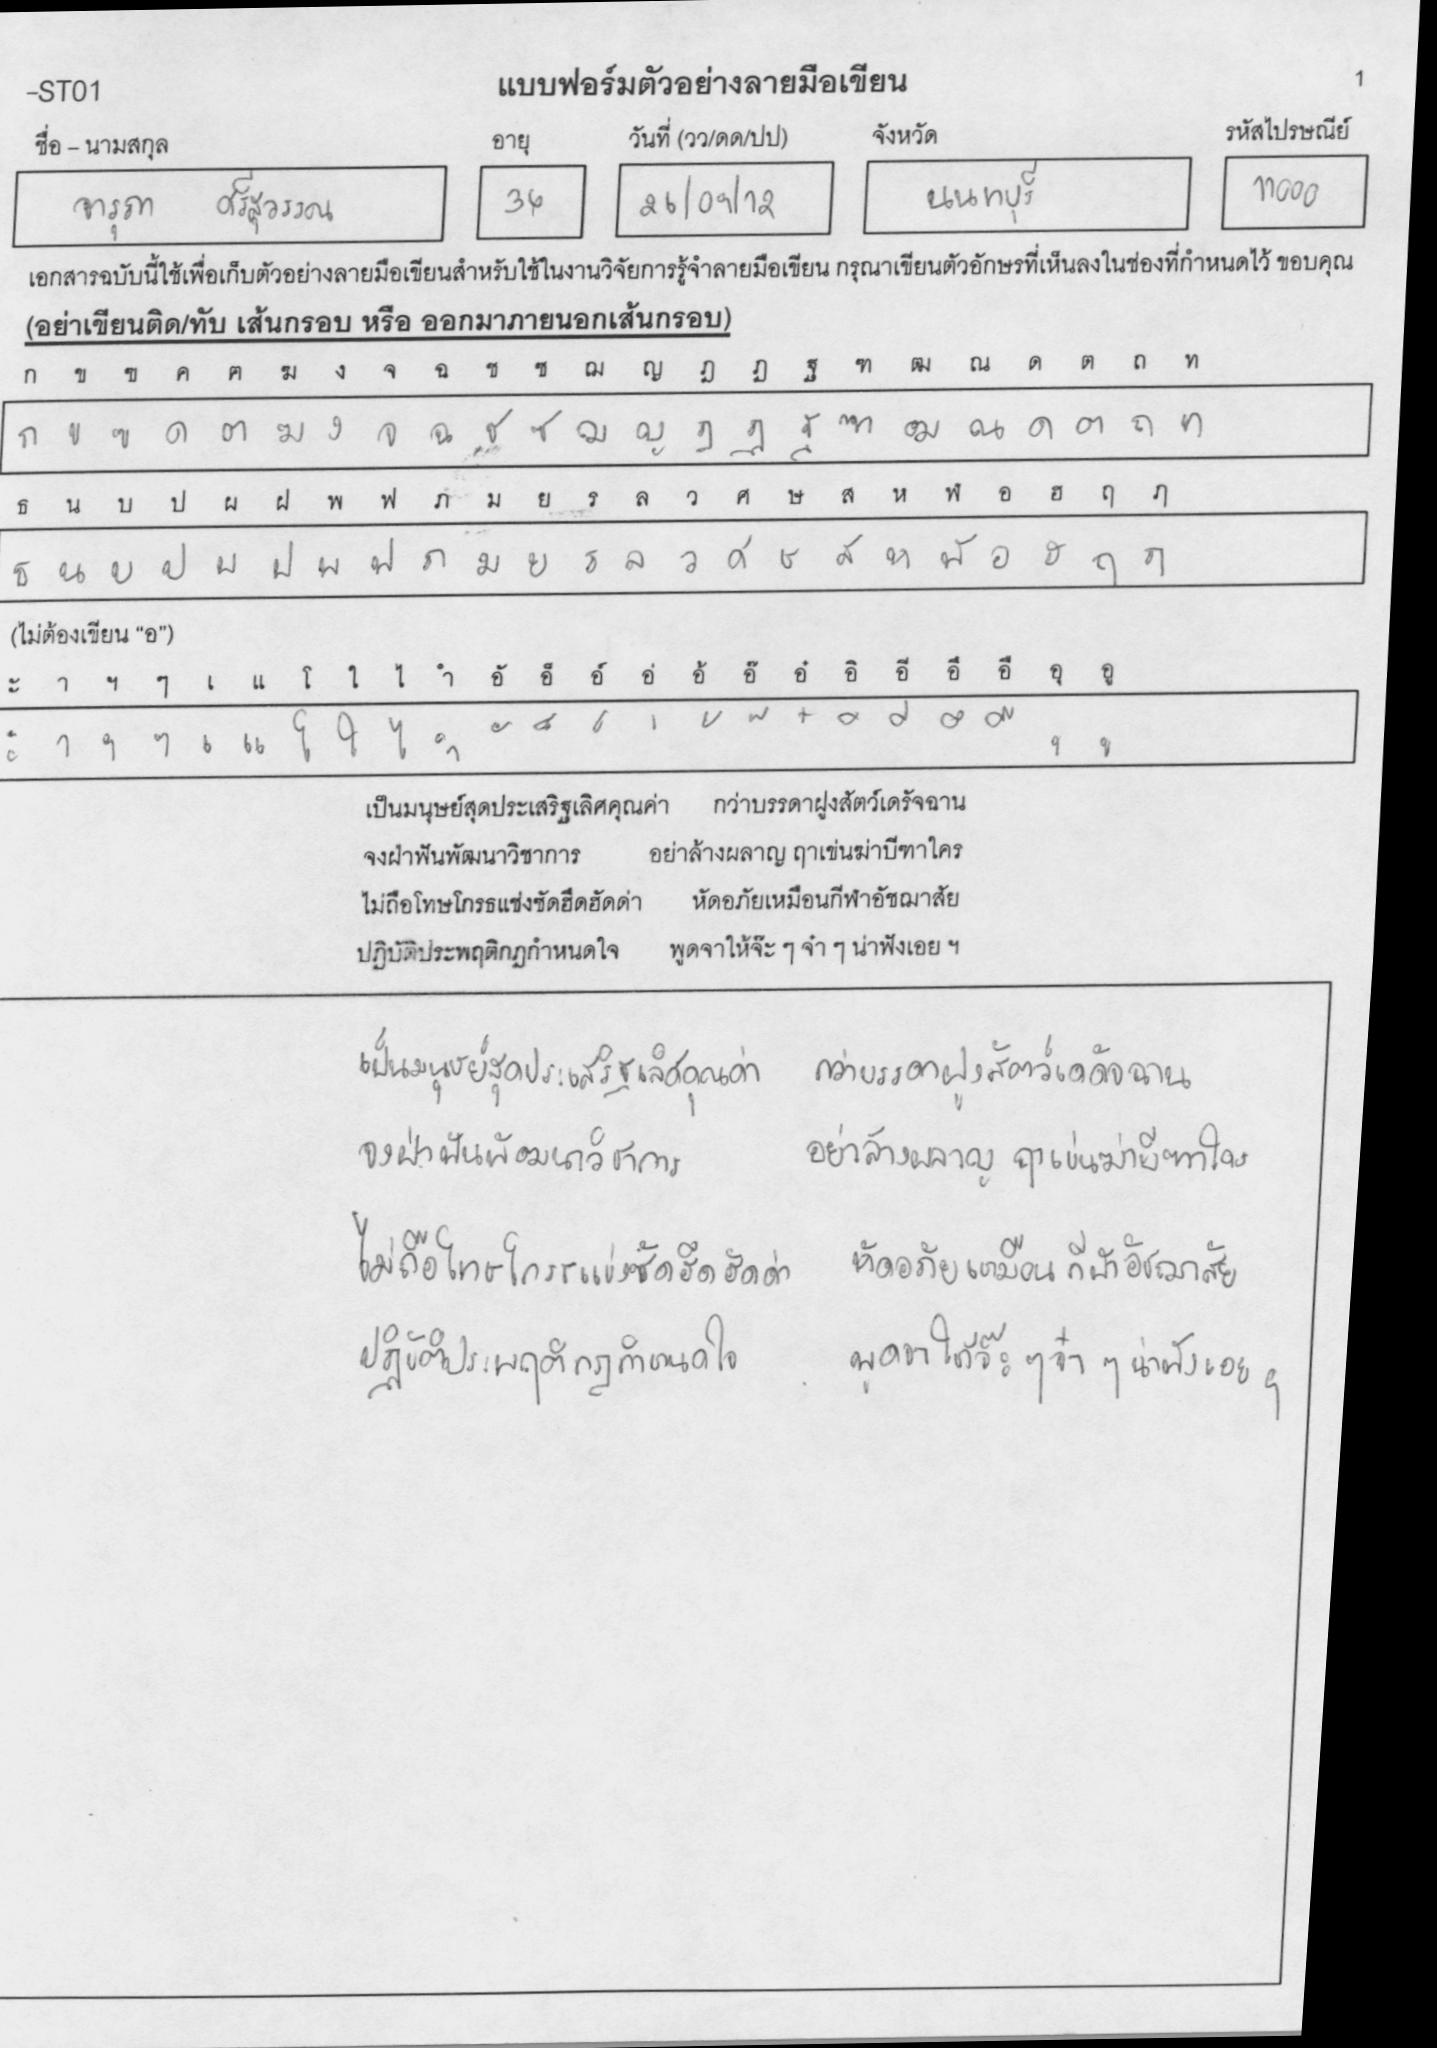 -ST01
แบบฟอร์มตัวอย่างลายมือเขียน
1
ชื่อ – นามสกุล อายุ วันที่ (วว/ดด/ปป) จังหวัด รหัสไปรษณีย์
จารุภา ศรีสุวรรณ 34 26/09/12 นนทบุรี 11000
เอกสารฉบับนี้ใช้เพื่อเก็บตัวอย่างลายมือเขียนสำหรับใช้ในงานวิจัยการรู้จำลายมือเขียน กรุณาเขียนตัวอักษรที่เห็นลงในช่องที่กำหนดไว้ ขอบคุณ
(อย่าเขียนติด/ทับ เส้นกรอบ หรือ ออกมาภายนอกเส้นกรอบ)
ก ข ฃ ค ฅ ฆ ง จ ฉ ช ซ ฌ ญ ฎ ฏ ฐ ฑ ฒ ณ ด ต ถ ท
ก ข ฃ ค ฅ ฆ ง จ ฉ ช ซ ฌ ญ ฎ ฏ ฐ ฑ ฒ ณ ด ต ถ ท
ธ น บ ป ผ ฝ พ ฟ ภ ม ย ร ล ว ศ ษ ส ห ฬ อ ฮ ฤ ฦ
ธ น บ ป ผ ฝ พ ฟ ภ ม ย ร ล ว ศ ษ ส ห ฬ อ ฮ ฤ ฦ
(ไม่ต้องเขียน “อ”)
ะ า ฯ ๆ เ แ โ ใ ไ ำ อั อ็ อ์ อ่ อ้ อ๊ อ๋ อิ อี อึ อื อุ อู
ะ า ฯ ๆ เ แ โ ใ ไ ำ ั ็ ์ ่ ้ ๊ ๋ ิ ี ึ ื ุ ู
เป็นมนุษย์สุดประเสริฐเลิศคุณค่า กว่าบรรดาฝูงสัตว์เดรัจฉาน
จงฝ่าฟันพัฒนาวิชาการ อย่าล้างผลาญ ฤาเข่นฆ่าบีฑาใคร
ไม่ถือโทษโกรธแช่งซัดฮึดฮัดด่า หัดอภัยเหมือนกีฬาอัชฌาสัย
ปฏิบัติประพฤติกฎกำหนดใจ พูดจาให้จ๊ะ ๆ จ๋า ๆ น่าฟังเอย ฯ
เป็นมนุษย์สุดประเสริฐเลิศคุณค่า กว่าบรรดาฝูงสัตว์เดรัจฉาน
จงฝ่าฟันพัฒนาวิชาการ อย่าล้างผลาญ ฤาเข่นฆ่าบีฑาใคร
ไม่ถือโทษโกรธแช่งซัดฮึดฮัดด่า หัดอภัยเหมือนกีฬาอัชฌาสัย
ปฏิบัติประพฤติกฎกำหนดใจ พูดจาให้จ๊ะ ๆ จ๋า ๆ น่าฟังเอย ฯ